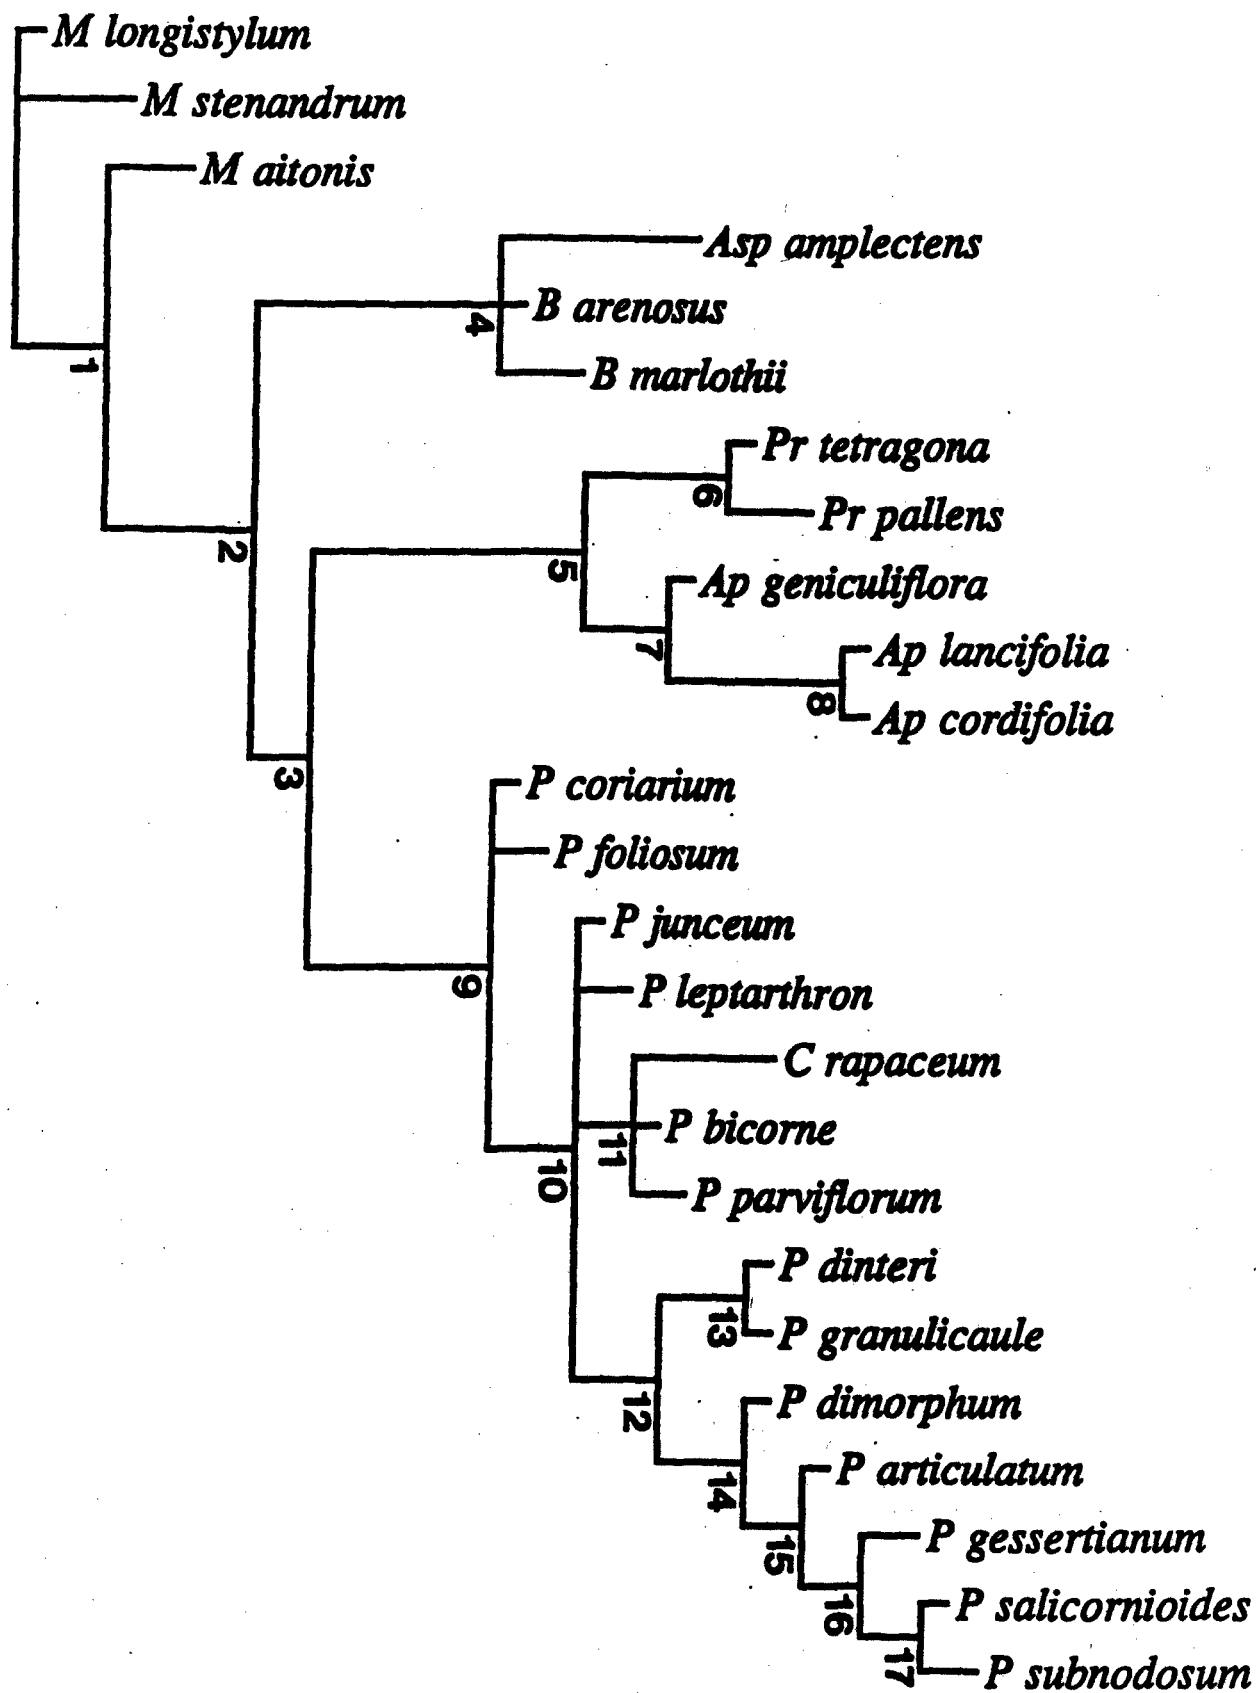 M longistylum
M stenandrum
M aitonis
Asp amplectens
B arenosus
4
B marlothii
1
Pr tetragona
6
Pr pallens
2
5
Ap geniculiflora
7
Ap lancifolia
8
Ap cordifolia
3
P coriarium
P foliosum
P junceum
9
P leptarthron
C rapaceum
P bicorne
11
10
P parviflorum
P dinteri
13
P granulicaule
12
P dimorphum
P articulatum
14
P gessertianum
15
P salicornioides
16
P subnodosum
17